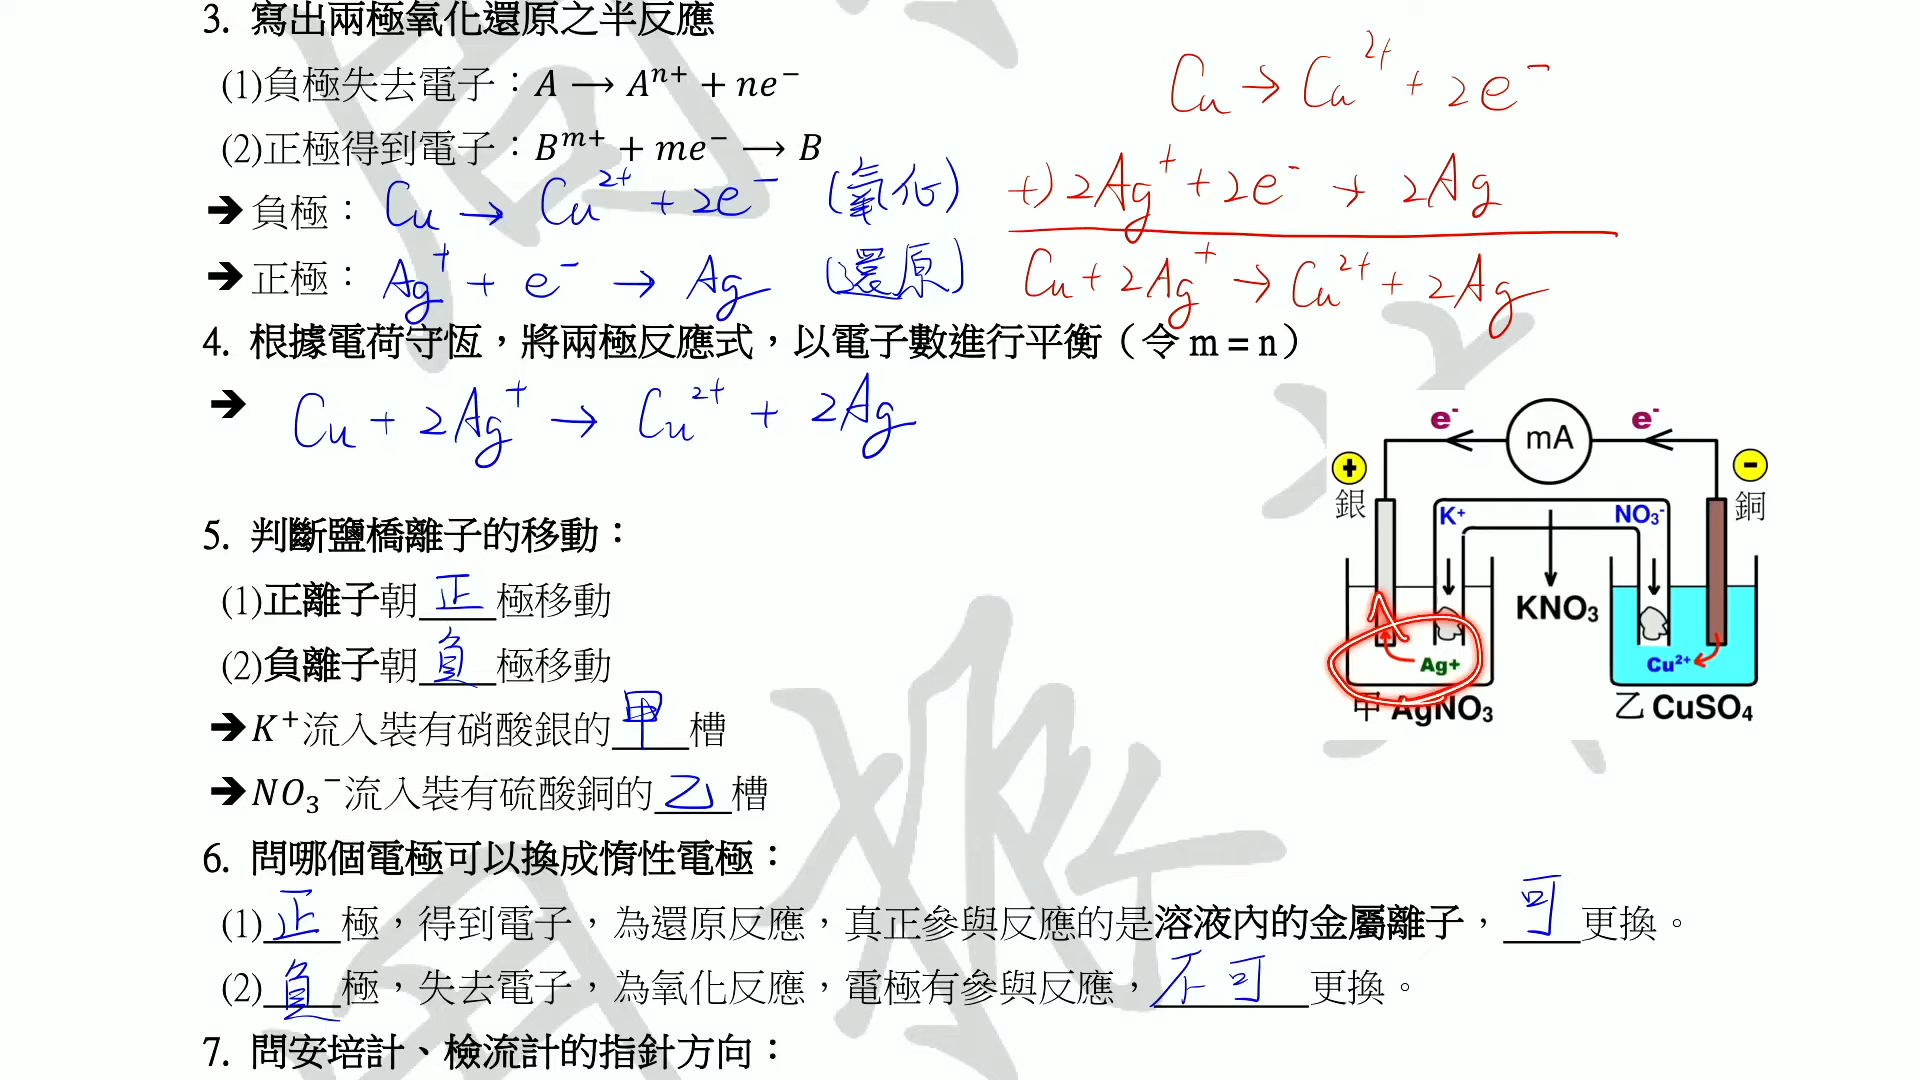 3. 寫出兩極氧化還原之半反應
(1)負極失去電子：A → Aⁿ⁺ + ne⁻
(2)正極得到電子：Bᵐ⁺ + me⁻ → B
➔ 負極： Cu → Cu²⁺ + 2e⁻ (氧化)
➔ 正極： Ag⁺ + e⁻ → Ag (還原)
Cu → Cu²⁺ + 2e⁻
+) 2Ag⁺ + 2e⁻ → 2Ag
Cu + 2Ag⁺ → Cu²⁺ + 2Ag
4. 根據電荷守恆，將兩極反應式，以電子數進行平衡（令 m = n）
➔ Cu + 2Ag⁺ → Cu²⁺ + 2Ag
5. 判斷鹽橋離子的移動：
(1)正離子朝 正 極移動
(2)負離子朝 負 極移動
➔ K⁺流入裝有硝酸銀的 甲 槽
➔ NO₃⁻流入裝有硫酸銅的 乙 槽
e⁻ mA e⁻
+ −
銀 K⁺ NO₃⁻ 銅
KNO₃
Ag+ Cu²⁺
甲 AgNO₃ 乙 CuSO₄
6. 問哪個電極可以換成惰性電極：
(1) 正 極，得到電子，為還原反應，真正參與反應的是溶液內的金屬離子， 可 更換。
(2) 負 極，失去電子，為氧化反應，電極有參與反應， 不可 更換。
7. 問安培計、檢流計的指針方向：